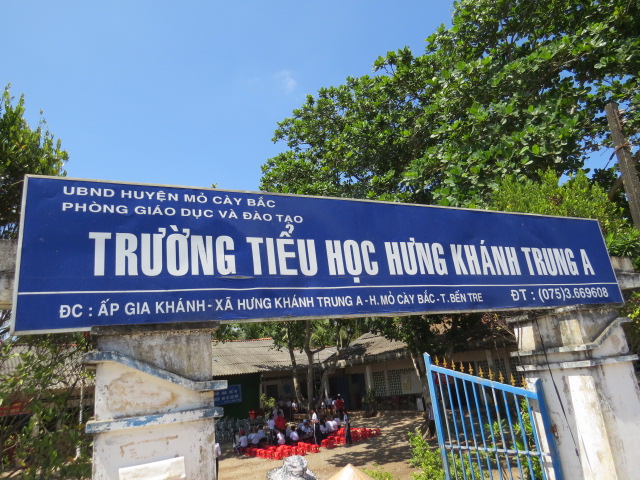 UBND HUYỆN MỎ CÀY BẮC
PHÒNG GIÁO DỤC VÀ ĐÀO TẠO
TRƯỜNG TIỂU HỌC HƯNG KHÁNH TRUNG A
ĐC : ẤP GIA KHÁNH - XÃ HƯNG KHÁNH TRUNG A - H. MỎ CÀY BẮC - T. BẾN TRE ĐT : (075)3.669608